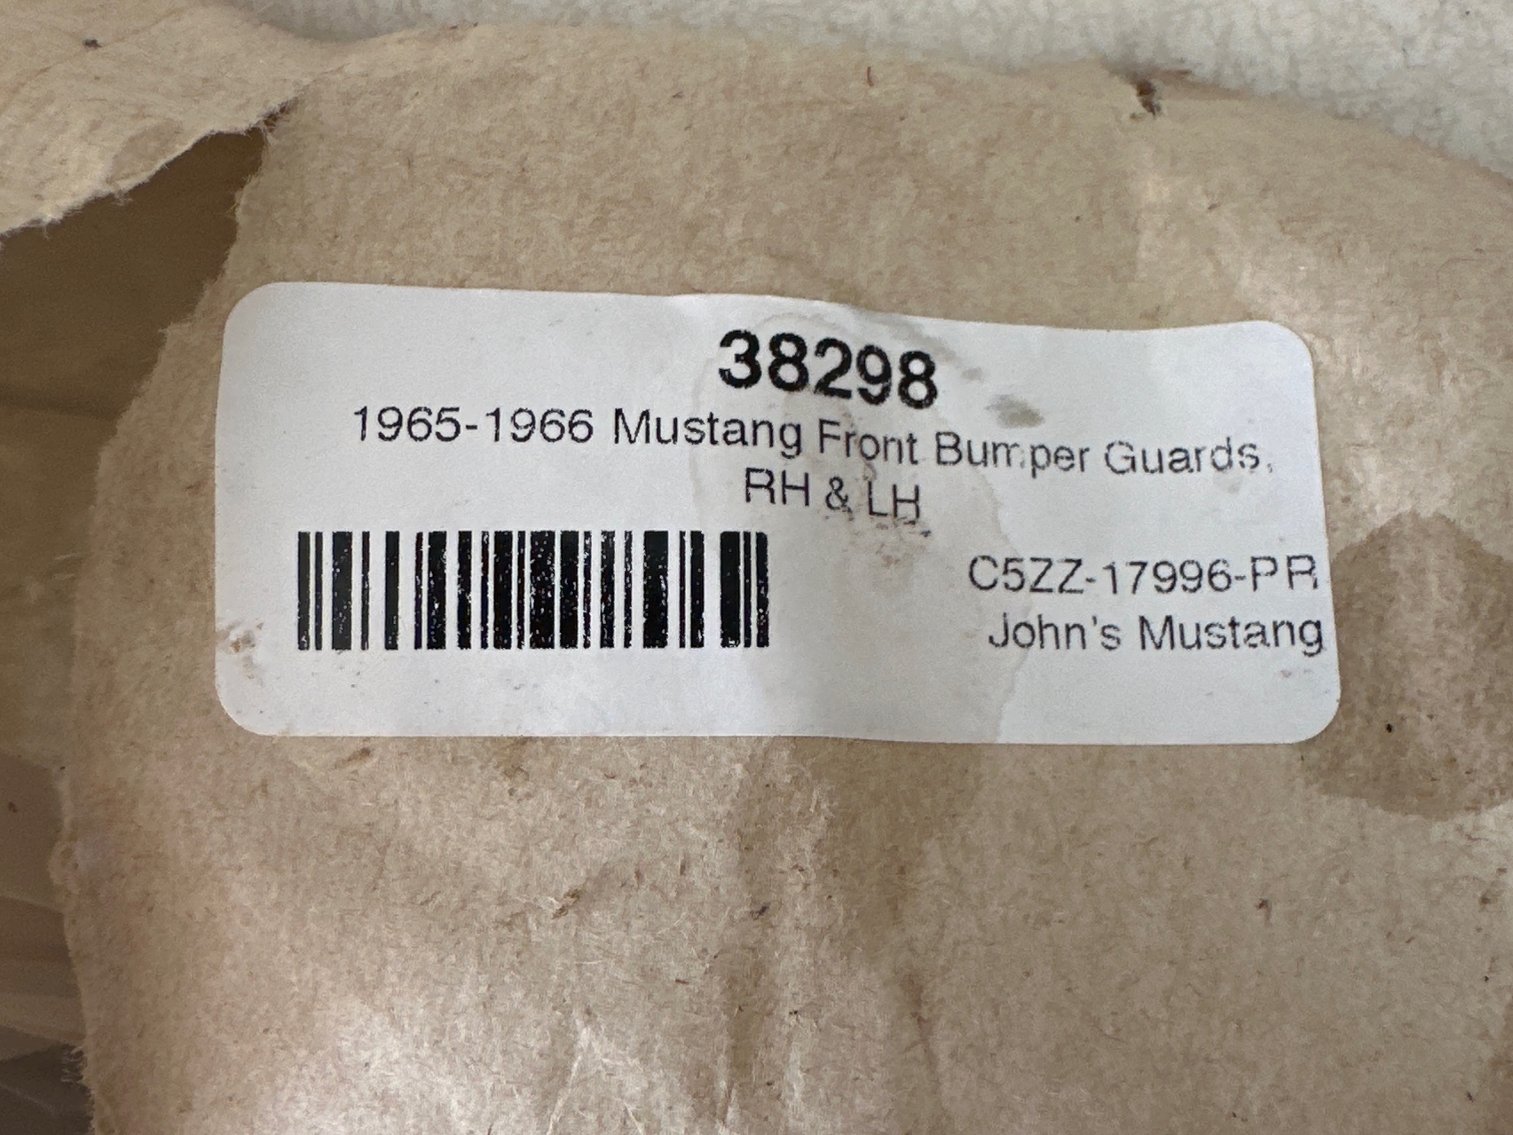 38298
1965-1966 Mustang Front Bumper Guards,
RH & LH
C5ZZ-17996-PR
John's Mustang